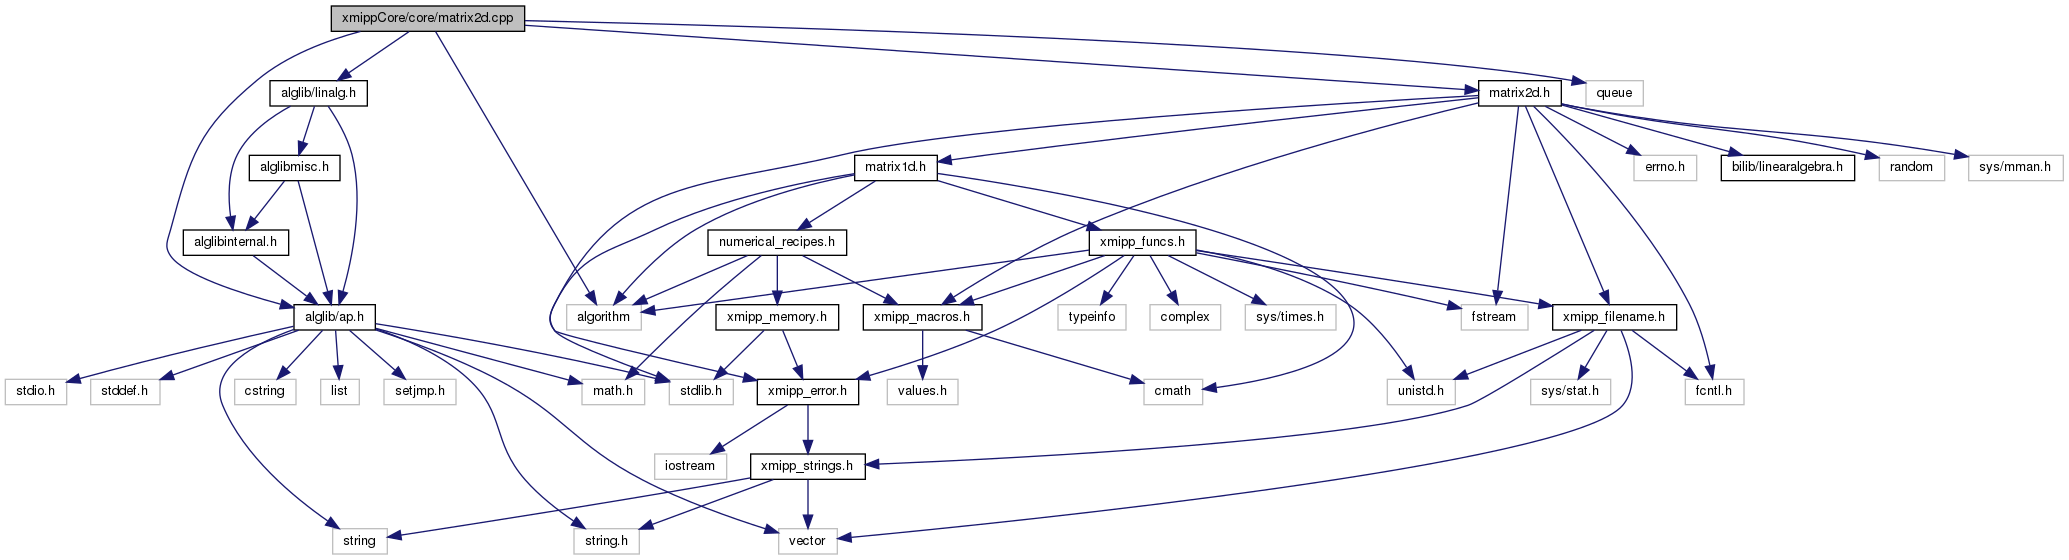 xmippCore/core/matrix2d.cpp
alglib/linalg.h
matrix2d.h
queue
alglibmisc.h
matrix1d.h
errno.h
bilib/linearalgebra.h
random
sys/mman.h
alglibinternal.h
numerical_recipes.h
xmipp_funcs.h
alglib/ap.h
algorithm
xmipp_memory.h
xmipp_macros.h
typeinfo
complex
sys/times.h
fstream
xmipp_filename.h
stdio.h
stddef.h
cstring
list
setjmp.h
math.h
stdlib.h
xmipp_error.h
values.h
cmath
unistd.h
sys/stat.h
fcntl.h
iostream
xmipp_strings.h
string
string.h
vector